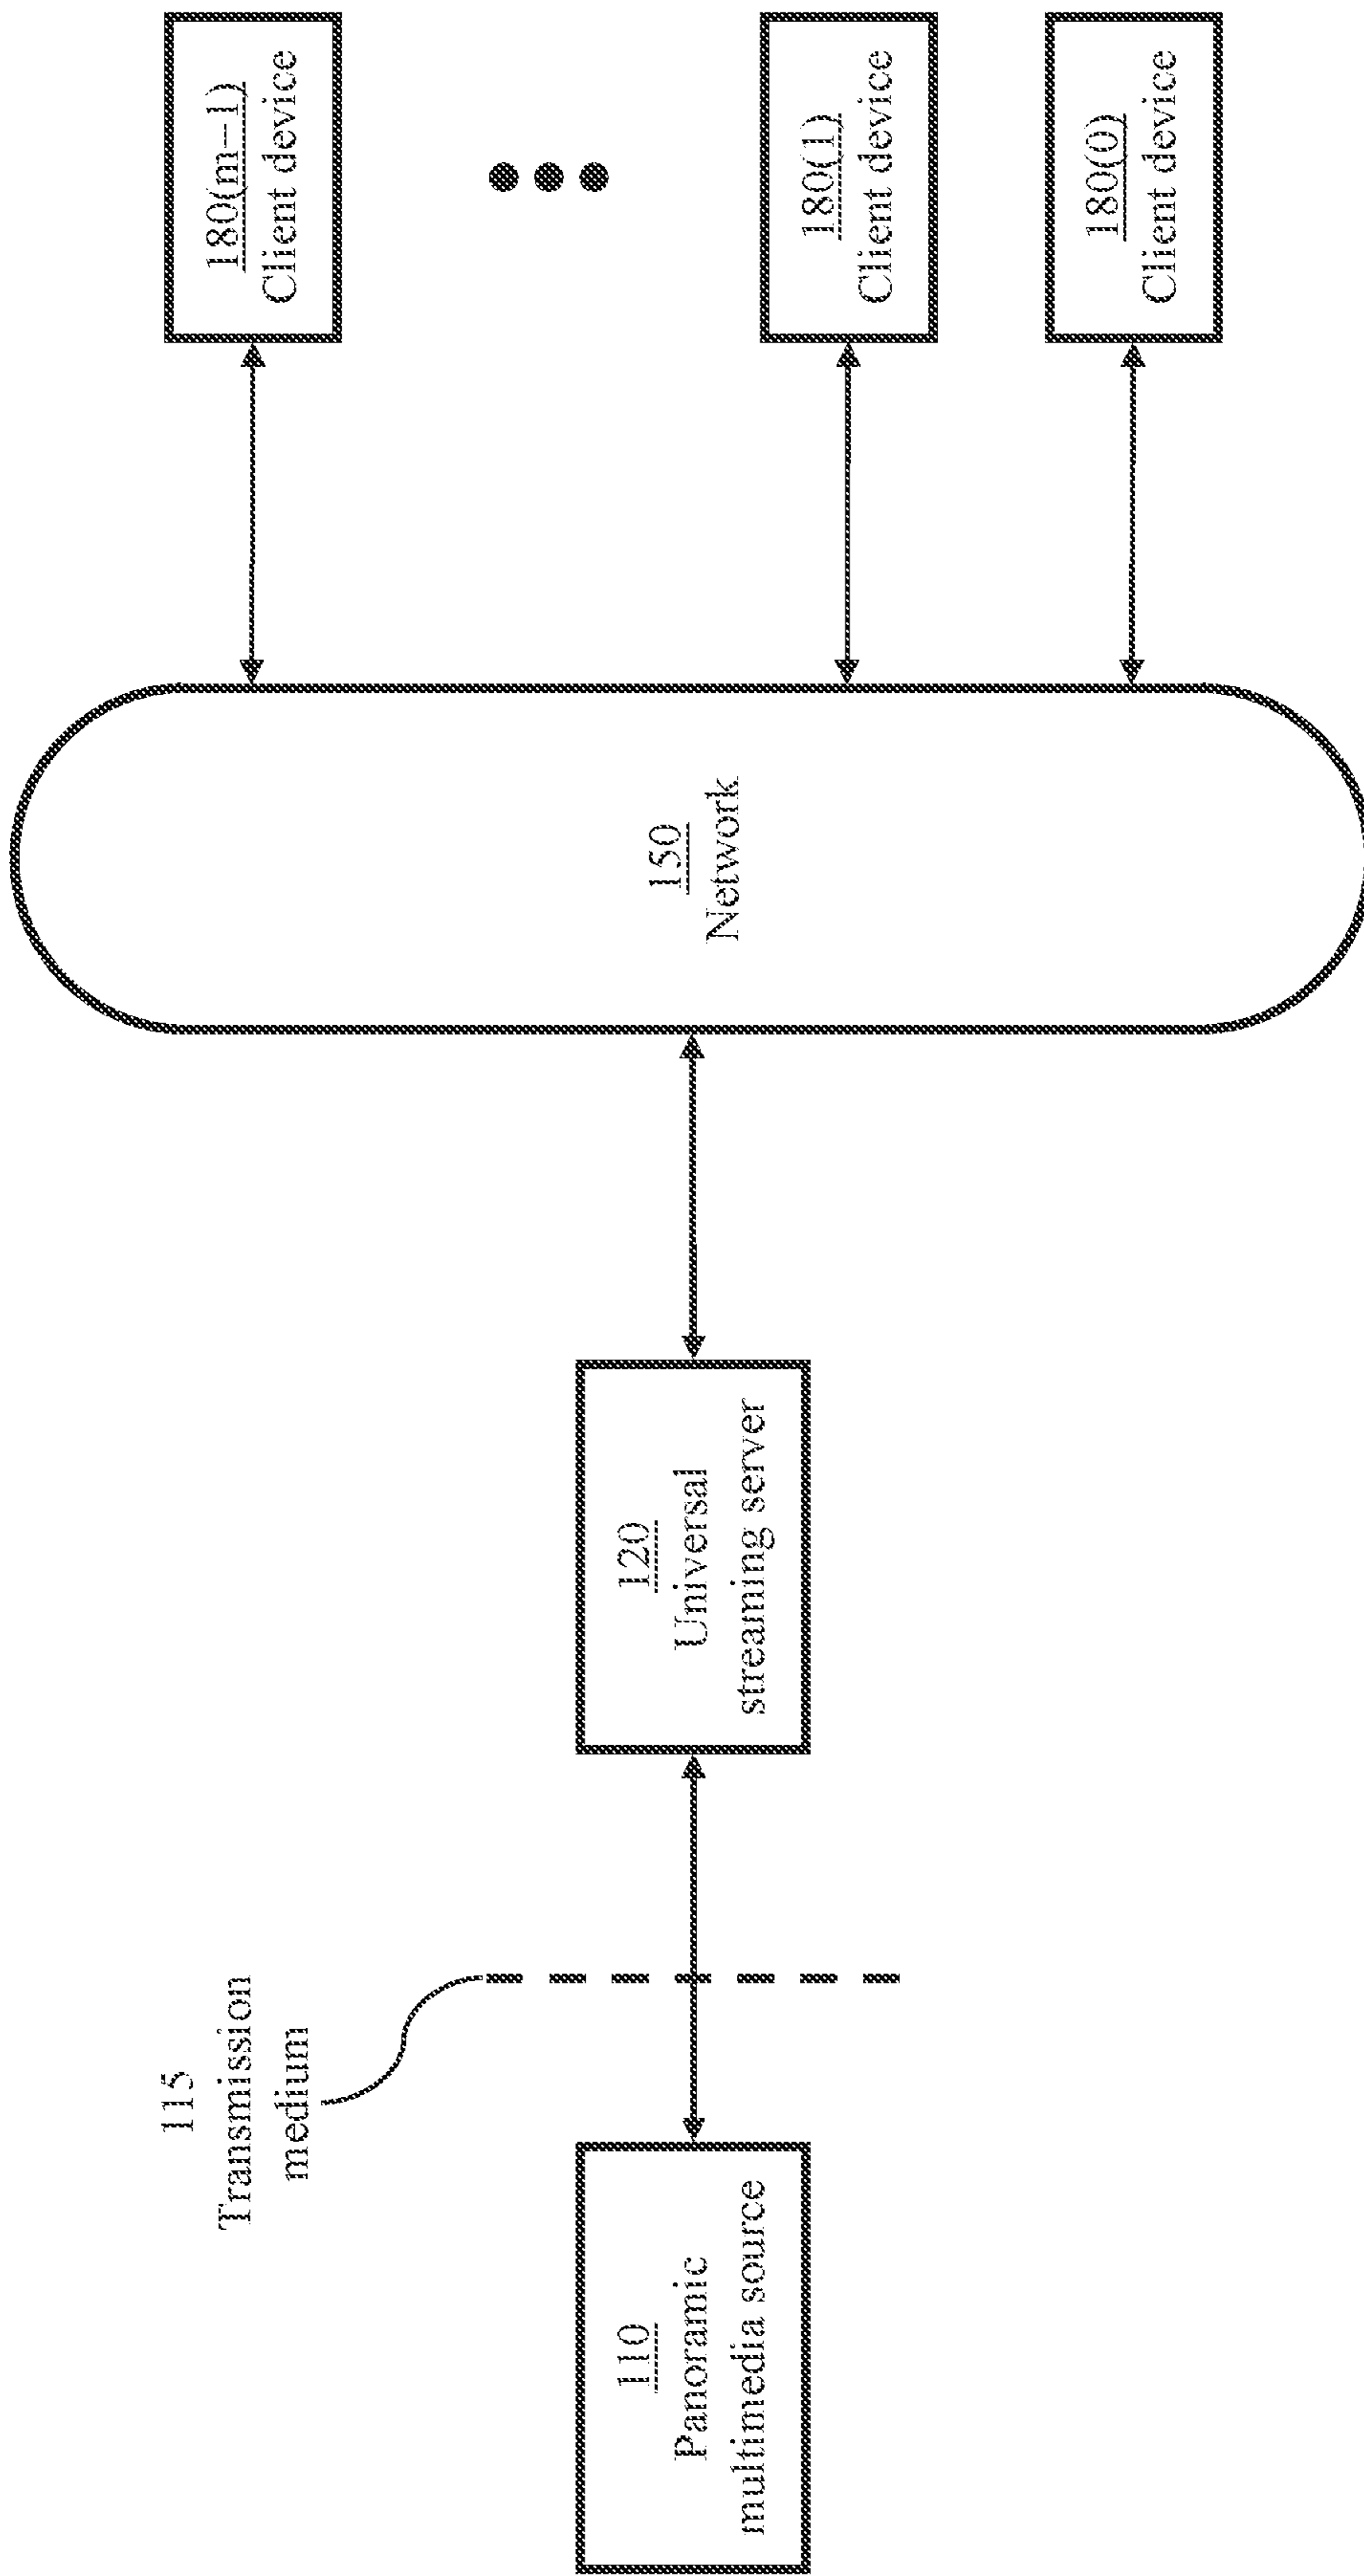 115
Transmission
medium
110
Panoramic
multimedia source
120
Universal
streaming server
150
Network
180(m−1)
Client device
180(1)
Client device
180(0)
Client device